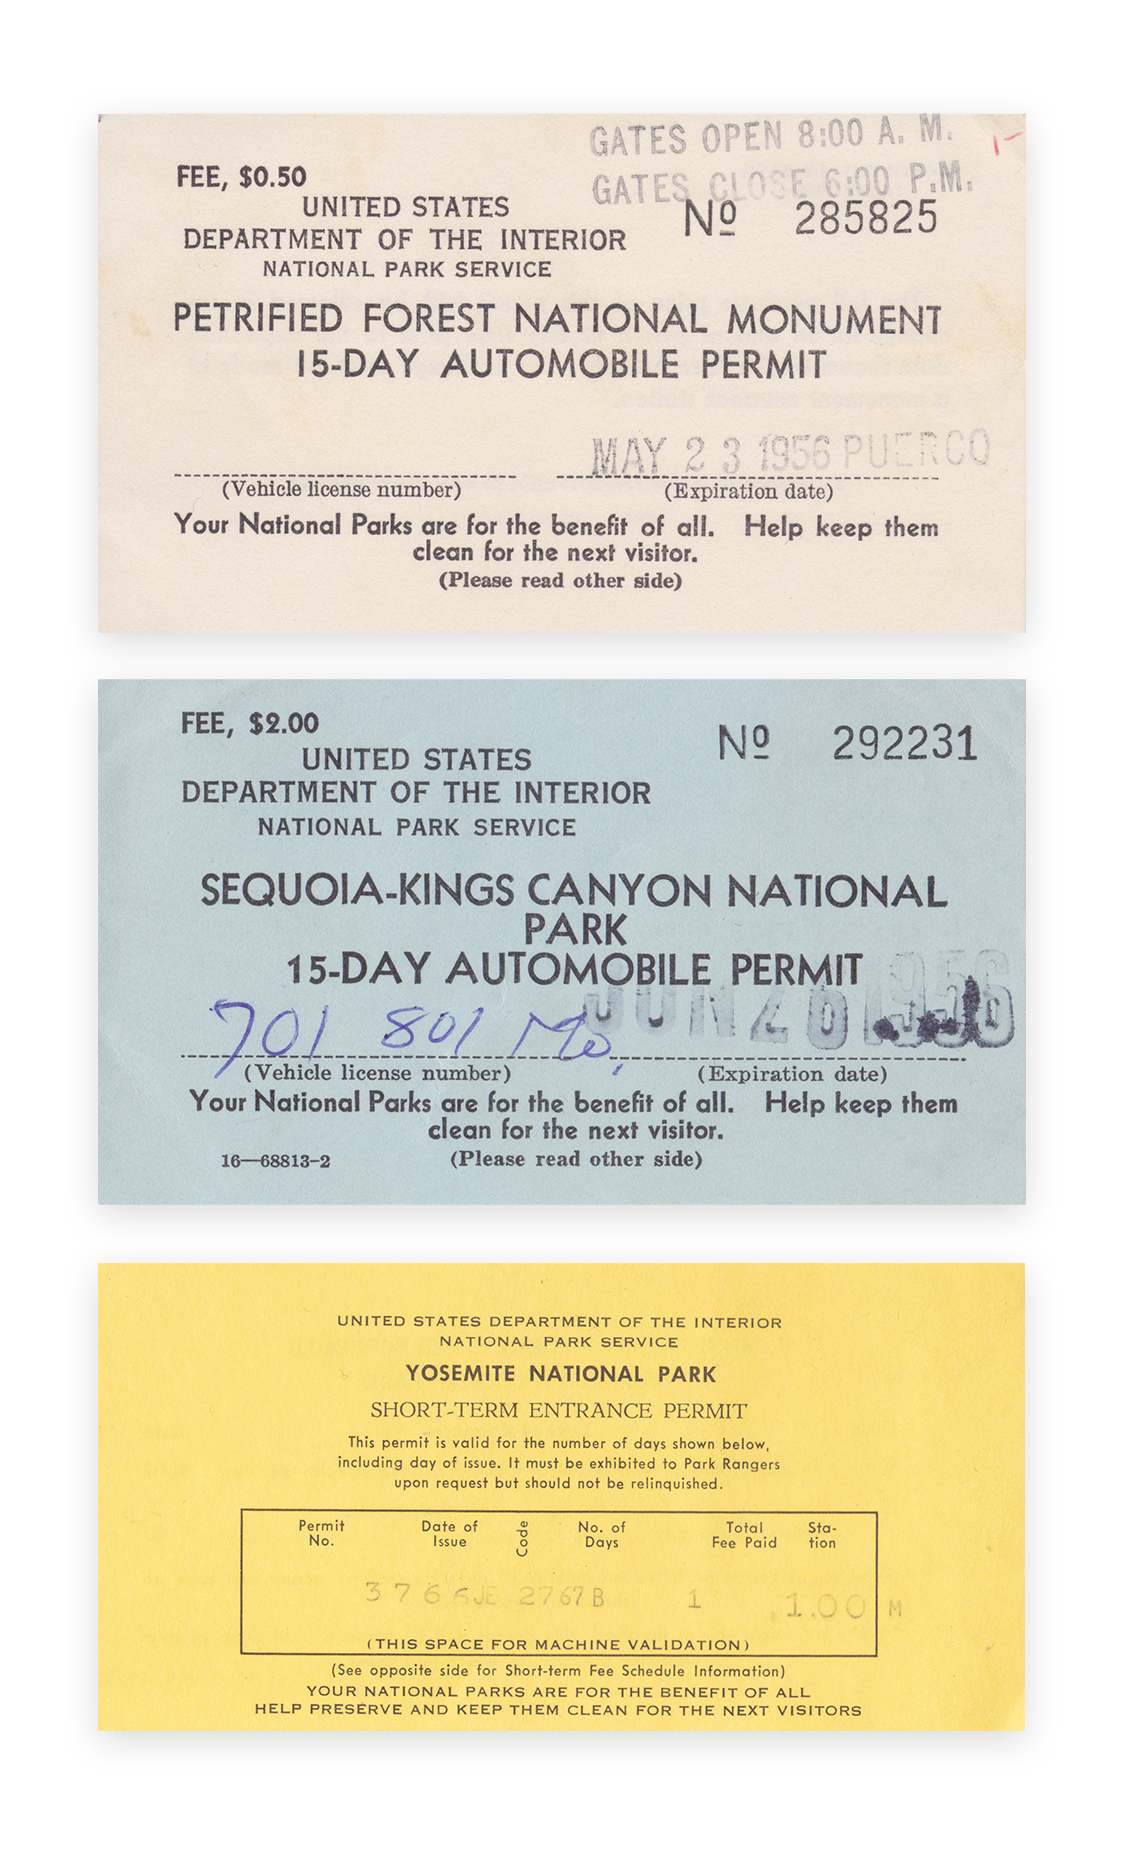 GATES OPEN 8:00 A. M.
GATES CLOSE 6:00 P.M.
FEE, $0.50
UNITED STATES
DEPARTMENT OF THE INTERIOR
NATIONAL PARK SERVICE
Nº 285825
PETRIFIED FOREST NATIONAL MONUMENT
15-DAY AUTOMOBILE PERMIT
MAY 23 1956 PUERCO
(Vehicle license number) (Expiration date)
Your National Parks are for the benefit of all. Help keep them
clean for the next visitor.
(Please read other side)
FEE, $2.00
Nº 292231
UNITED STATES
DEPARTMENT OF THE INTERIOR
NATIONAL PARK SERVICE
SEQUOIA-KINGS CANYON NATIONAL
PARK
15-DAY AUTOMOBILE PERMIT
701 801 Mo. JUN 26 1956
(Vehicle license number) (Expiration date)
Your National Parks are for the benefit of all. Help keep them
clean for the next visitor.
16—68813-2 (Please read other side)
UNITED STATES DEPARTMENT OF THE INTERIOR
NATIONAL PARK SERVICE
YOSEMITE NATIONAL PARK
SHORT-TERM ENTRANCE PERMIT
This permit is valid for the number of days shown below,
including day of issue. It must be exhibited to Park Rangers
upon request but should not be relinquished.
Permit No. Date of Issue Code No. of Days Total Fee Paid Sta-tion
3766 JE 2767 B 1 1.00 M
(THIS SPACE FOR MACHINE VALIDATION)
(See opposite side for Short-term Fee Schedule Information)
YOUR NATIONAL PARKS ARE FOR THE BENEFIT OF ALL
HELP PRESERVE AND KEEP THEM CLEAN FOR THE NEXT VISITORS